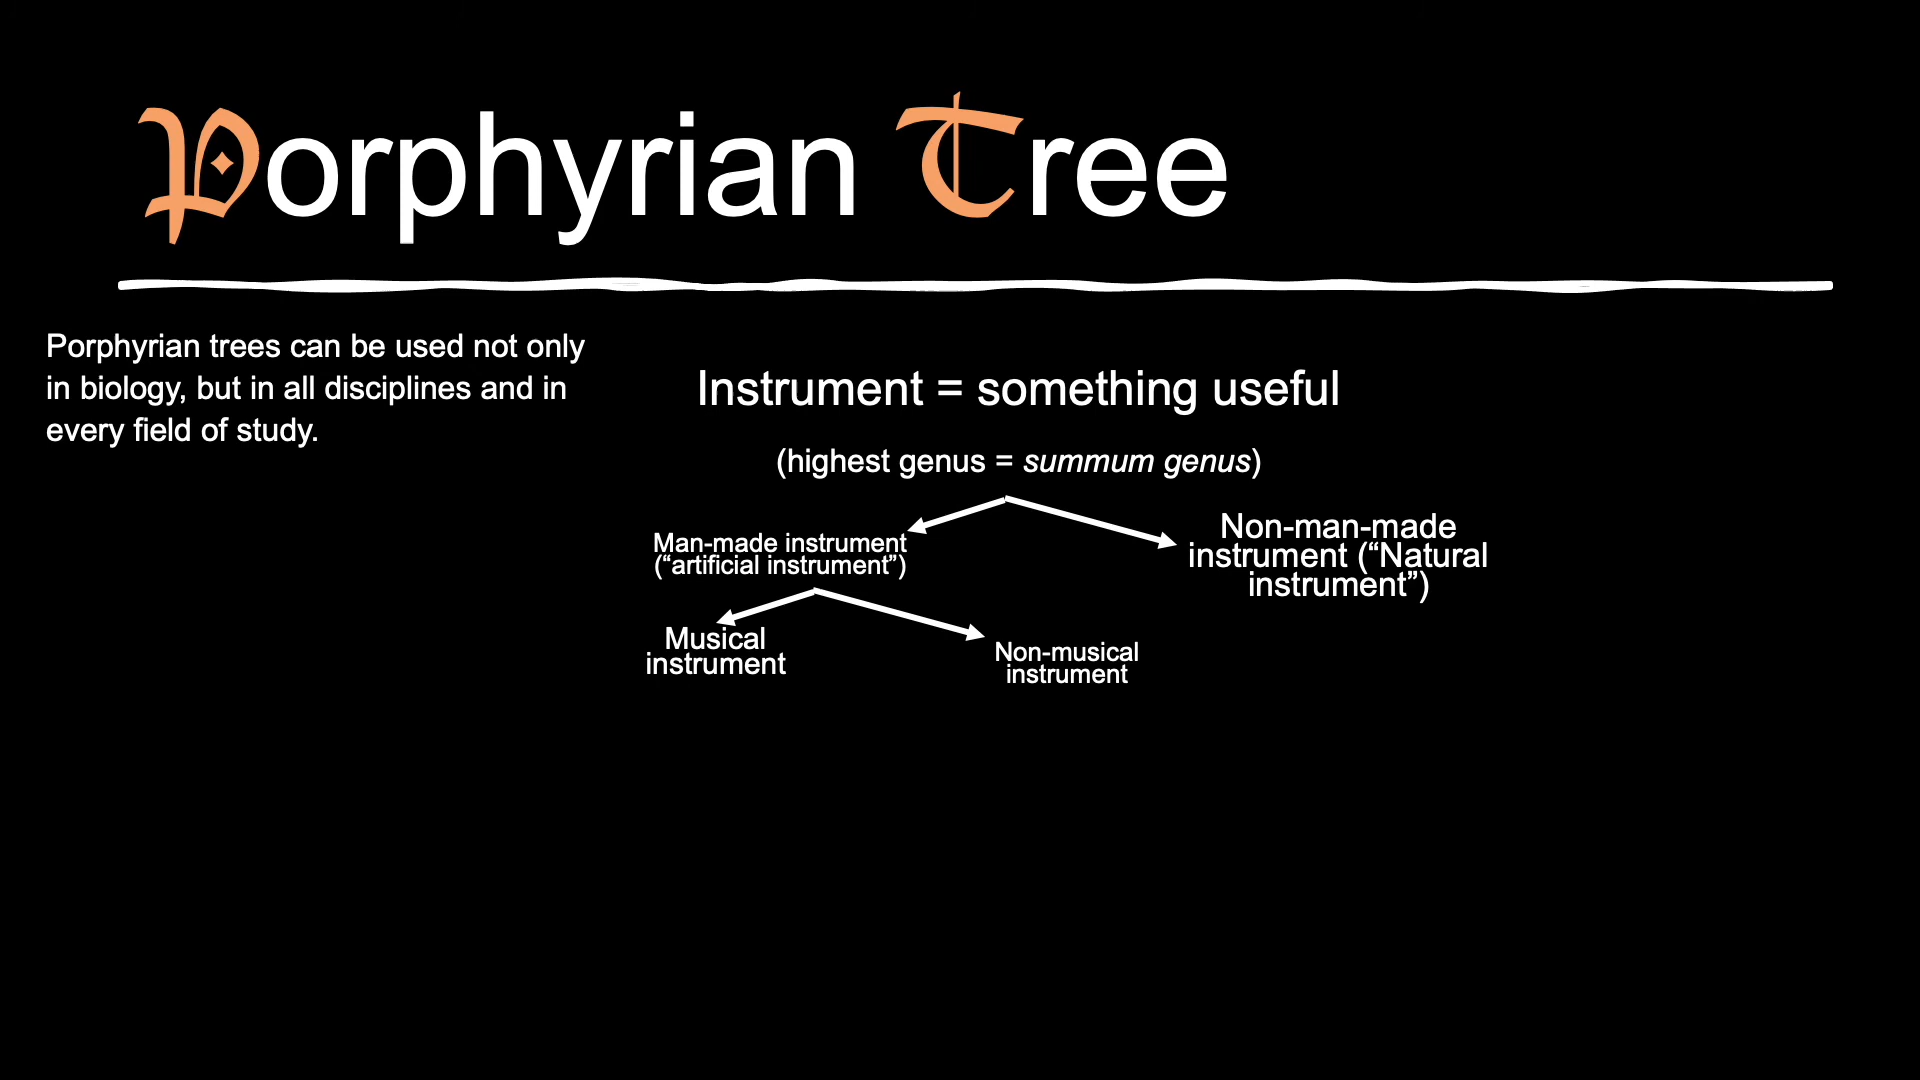 Porphyrian Tree
Porphyrian trees can be used not only
in biology, but in all disciplines and in
every field of study.
Instrument = something useful
(highest genus = summum genus)
Man-made instrument
(“artificial instrument”)
Non-man-made
instrument (“Natural
instrument”)
Musical
instrument
Non-musical
instrument